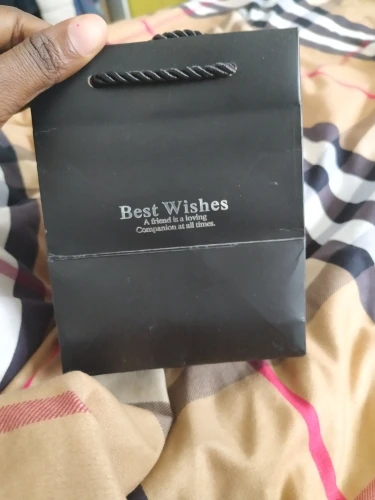 Best Wishes
A friend is a loving
Companion at all times.